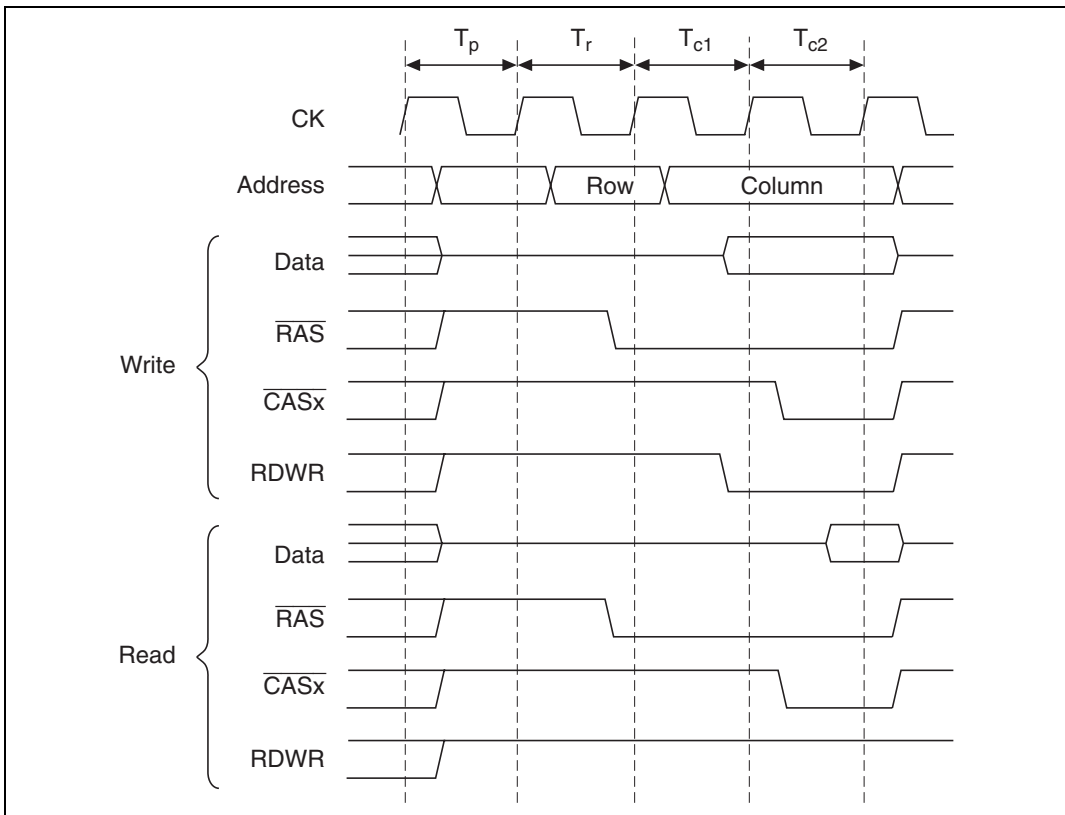 Tp Tr Tc1 Tc2
CK
Address Row Column
Data
RAS
Write
CASx
RDWR
Data
RAS
Read
CASx
RDWR